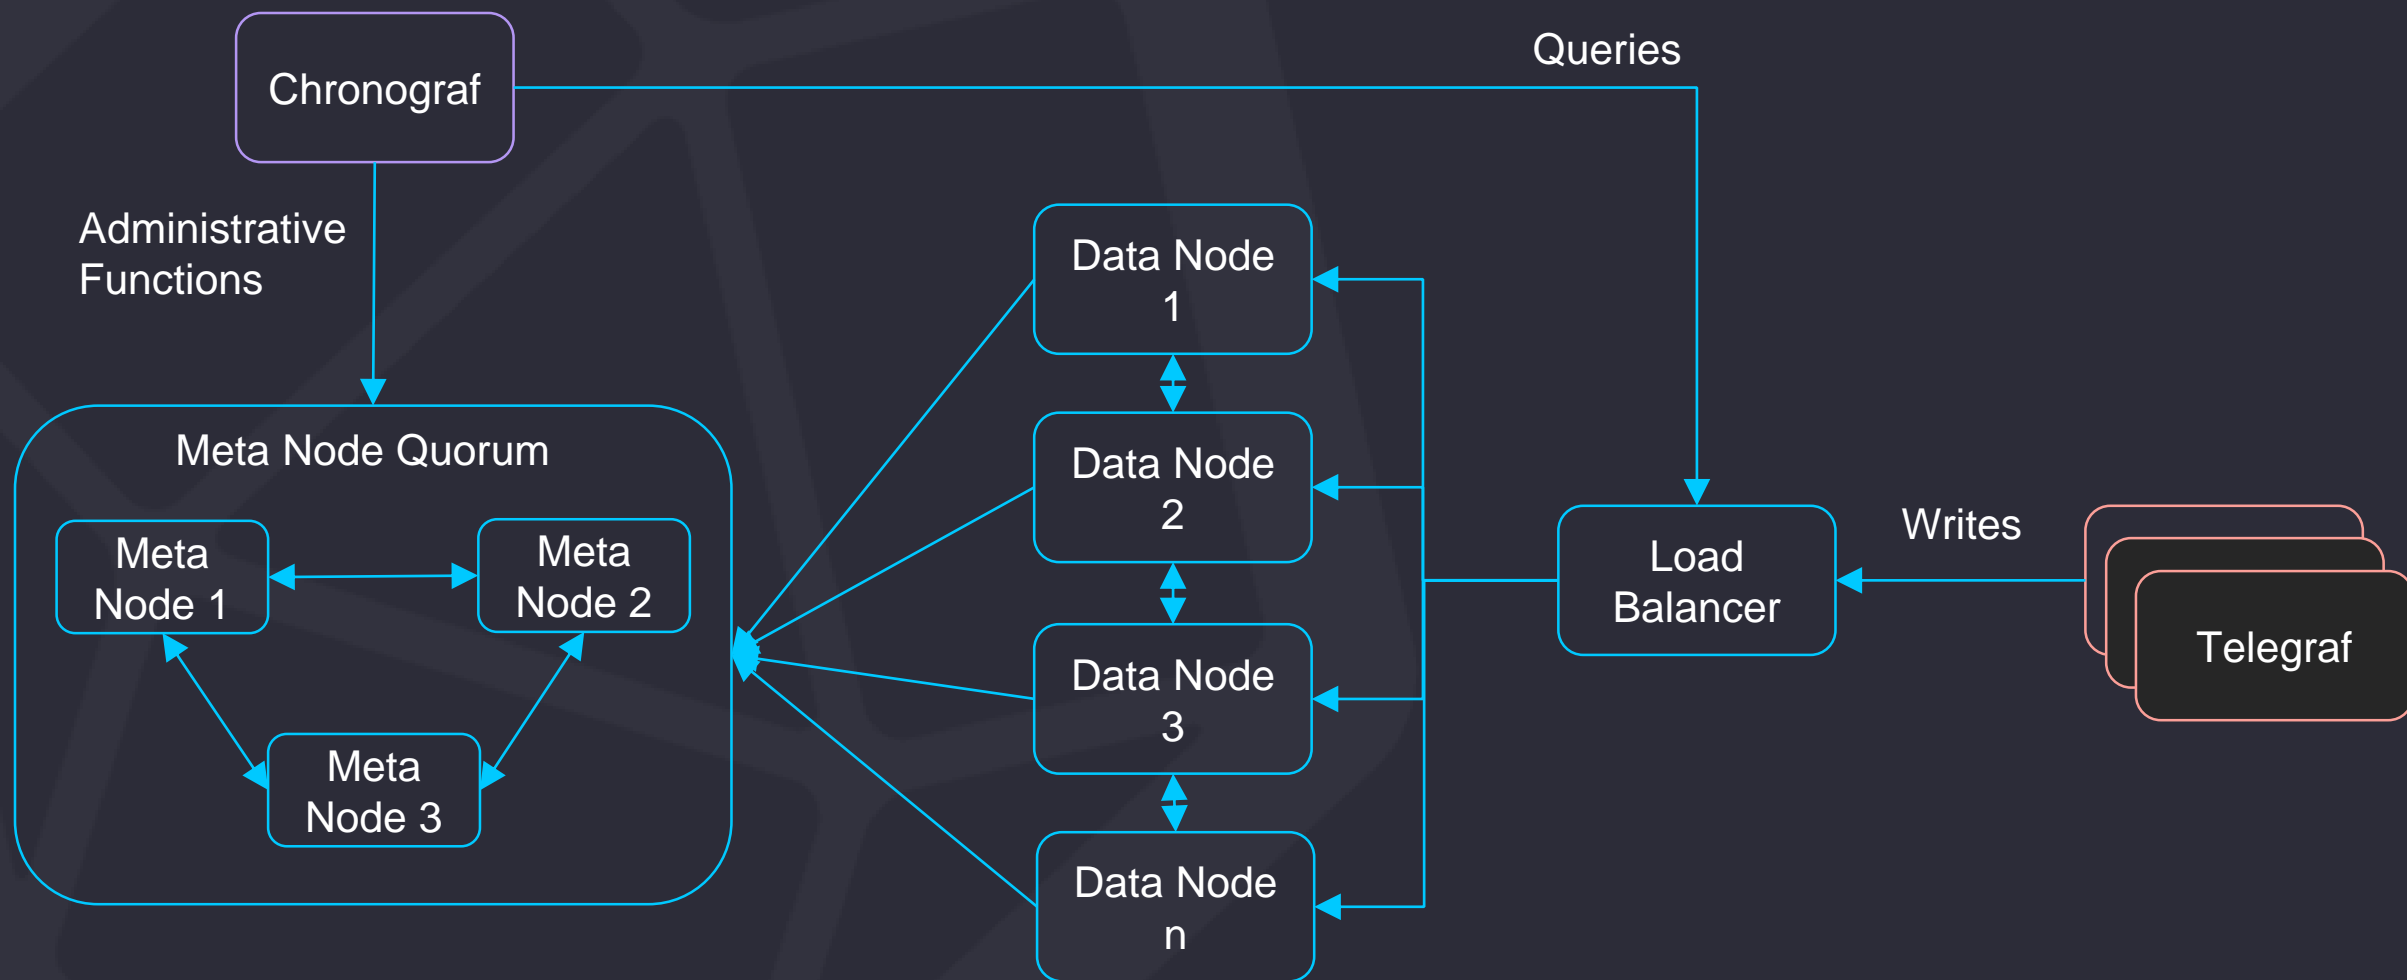 Chronograf
Queries
Administrative
Functions
Data Node
1
Data Node
2
Data Node
3
Data Node
n
Meta Node Quorum
Meta
Node 1
Meta
Node 2
Meta
Node 3
Load
Balancer
Writes
Telegraf